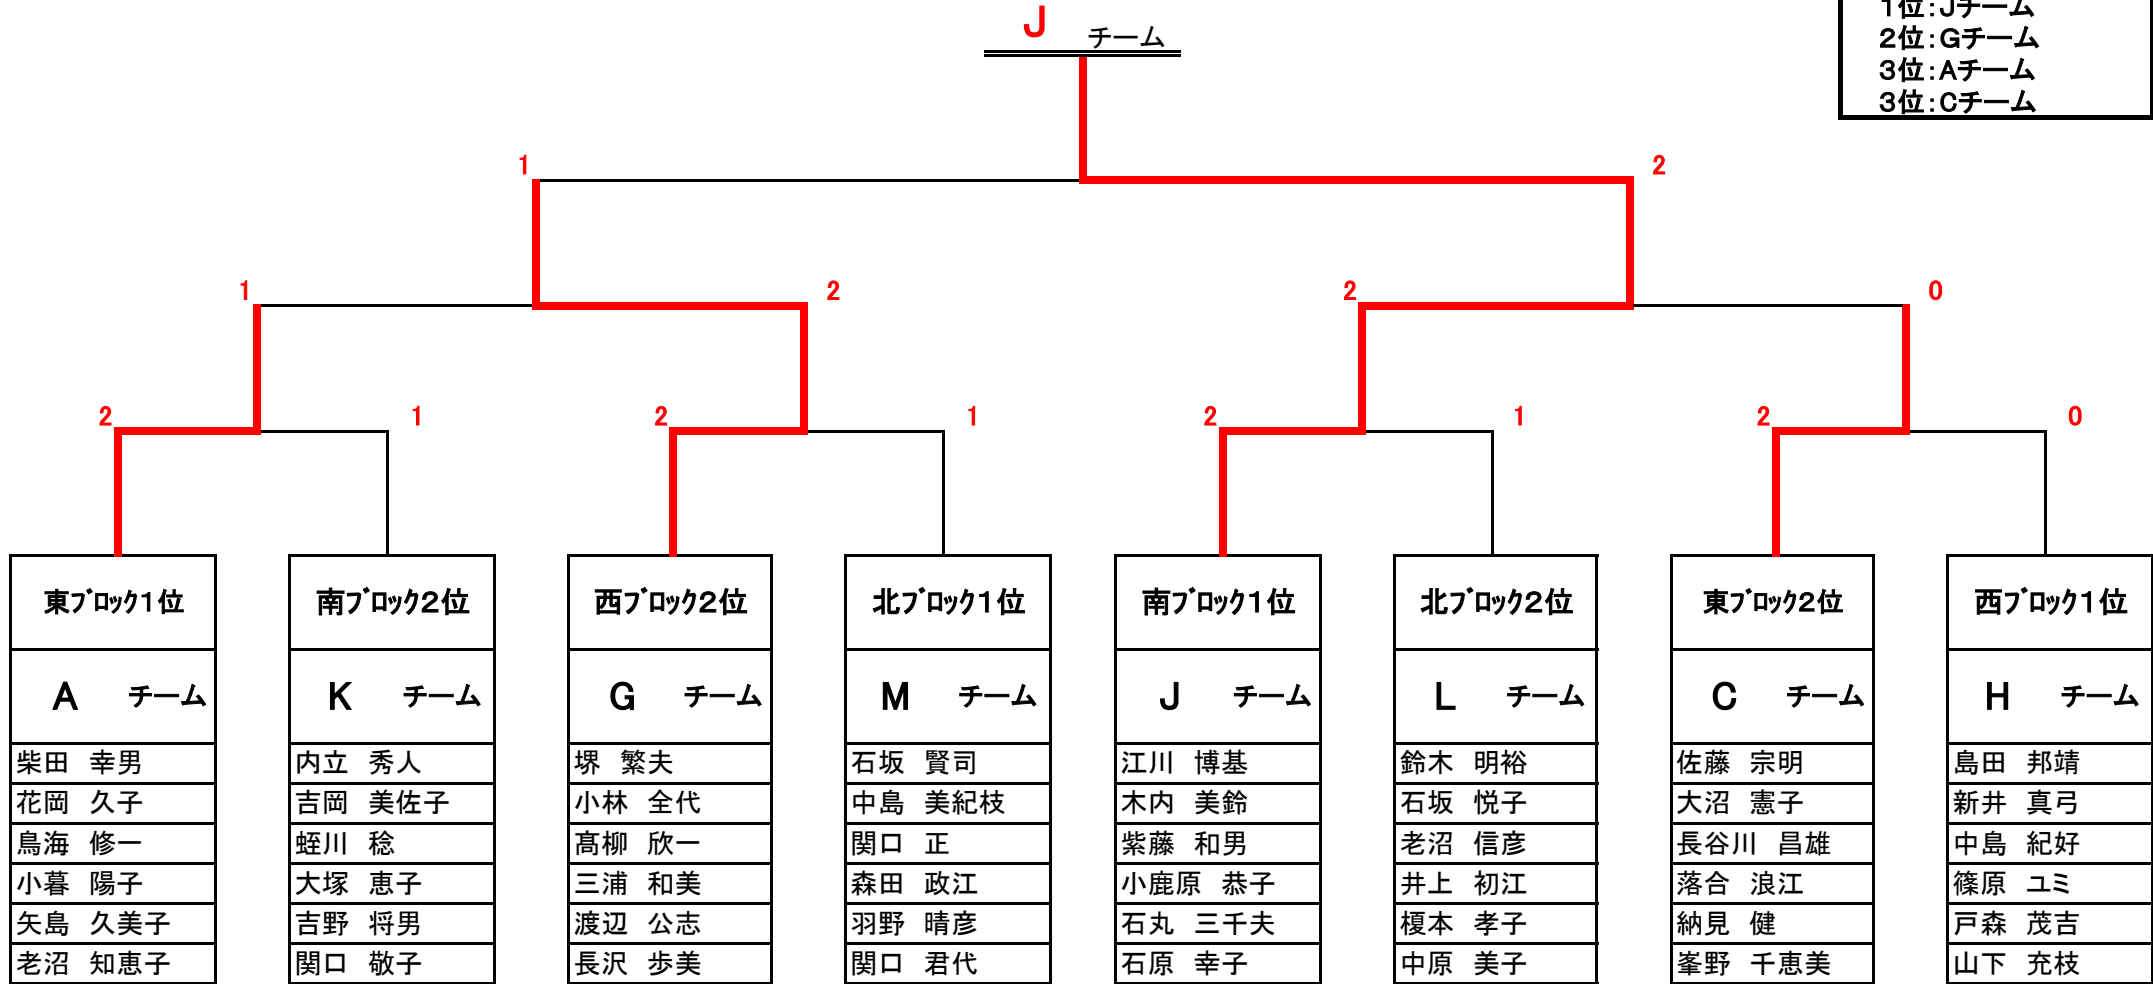 J チーム
1位:Jチーム
2位:Gチーム
3位:Aチーム
3位:Cチーム
1 2
1 2 2 0
2 1 2 1 2 1 2 0
東ブロック1位 南ブロック2位 西ブロック2位 北ブロック1位 南ブロック1位 北ブロック2位 東ブロック2位 西ブロック1位
A チーム K チーム G チーム M チーム J チーム L チーム C チーム H チーム
柴田 幸男 内立 秀人 堺 繁夫 石坂 賢司 江川 博基 鈴木 明裕 佐藤 宗明 島田 邦靖
花岡 久子 吉岡 美佐子 小林 全代 中島 美紀枝 木内 美鈴 石坂 悦子 大沼 憲子 新井 真弓
鳥海 修一 蛭川 稔 髙柳 欣一 関口 正 紫藤 和男 老沼 信彦 長谷川 昌雄 中島 紀好
小暮 陽子 大塚 恵子 三浦 和美 森田 政江 小鹿原 恭子 井上 初江 落合 浪江 篠原 ユミ
矢島 久美子 吉野 将男 渡辺 公志 羽野 晴彦 石丸 三千夫 榎本 孝子 納見 健 戸森 茂吉
老沼 知恵子 関口 敬子 長沢 歩美 関口 君代 石原 幸子 中原 美子 峯野 千恵美 山下 充枝